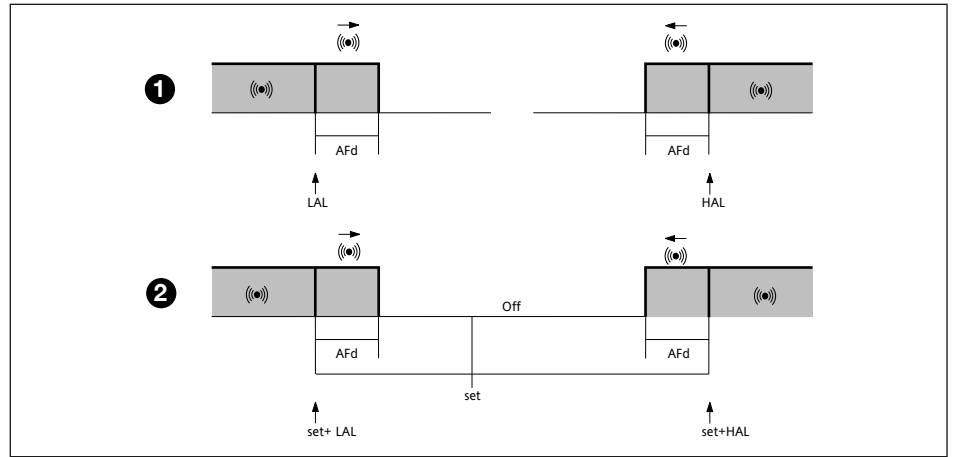 1
AFd AFd
LAL HAL
2
Off
AFd AFd
set
set+ LAL set+HAL